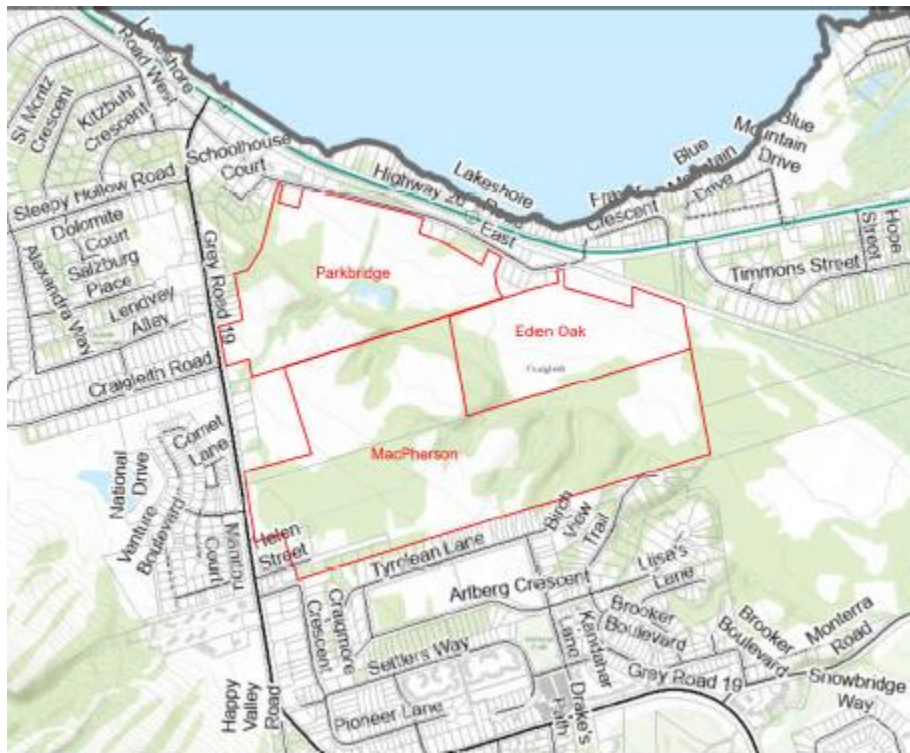 Lakeshore
Road West
St Moritz
Crescent
Kitzbuhl
Crescent
Schoolhouse
Court
Sleepy Hollow Road
Highway 26
Lakeshore
Road
East
Fraser
Crescent
Blue
Mountain
Drive
Blue
Mountain
Drive
Timmons Street
Hope
Street
Dolomite
Court
Salzburg
Place
Alexandra Way
Lendvay
Alley
Grey Road 19
Craigleith Road
Parkbridge
Eden Oak
Craigleith
MacPherson
Comet
Lane
National
Drive
Venture
Boulevard
Manitou
Court
Helen
Street
Tyrolean Lane
Birch
View
Trail
Arlberg Crescent
Liisa's
Lane
Craigmore
Crescent
Settlers Way
Pioneer Lane
Happy
Valley
Road
Kandahar
Lane
Drake's
Path
Brooker
Boulevard
Brooker
Boulevard
Monterra
Road
Grey Road 19
Snowbridge
Way